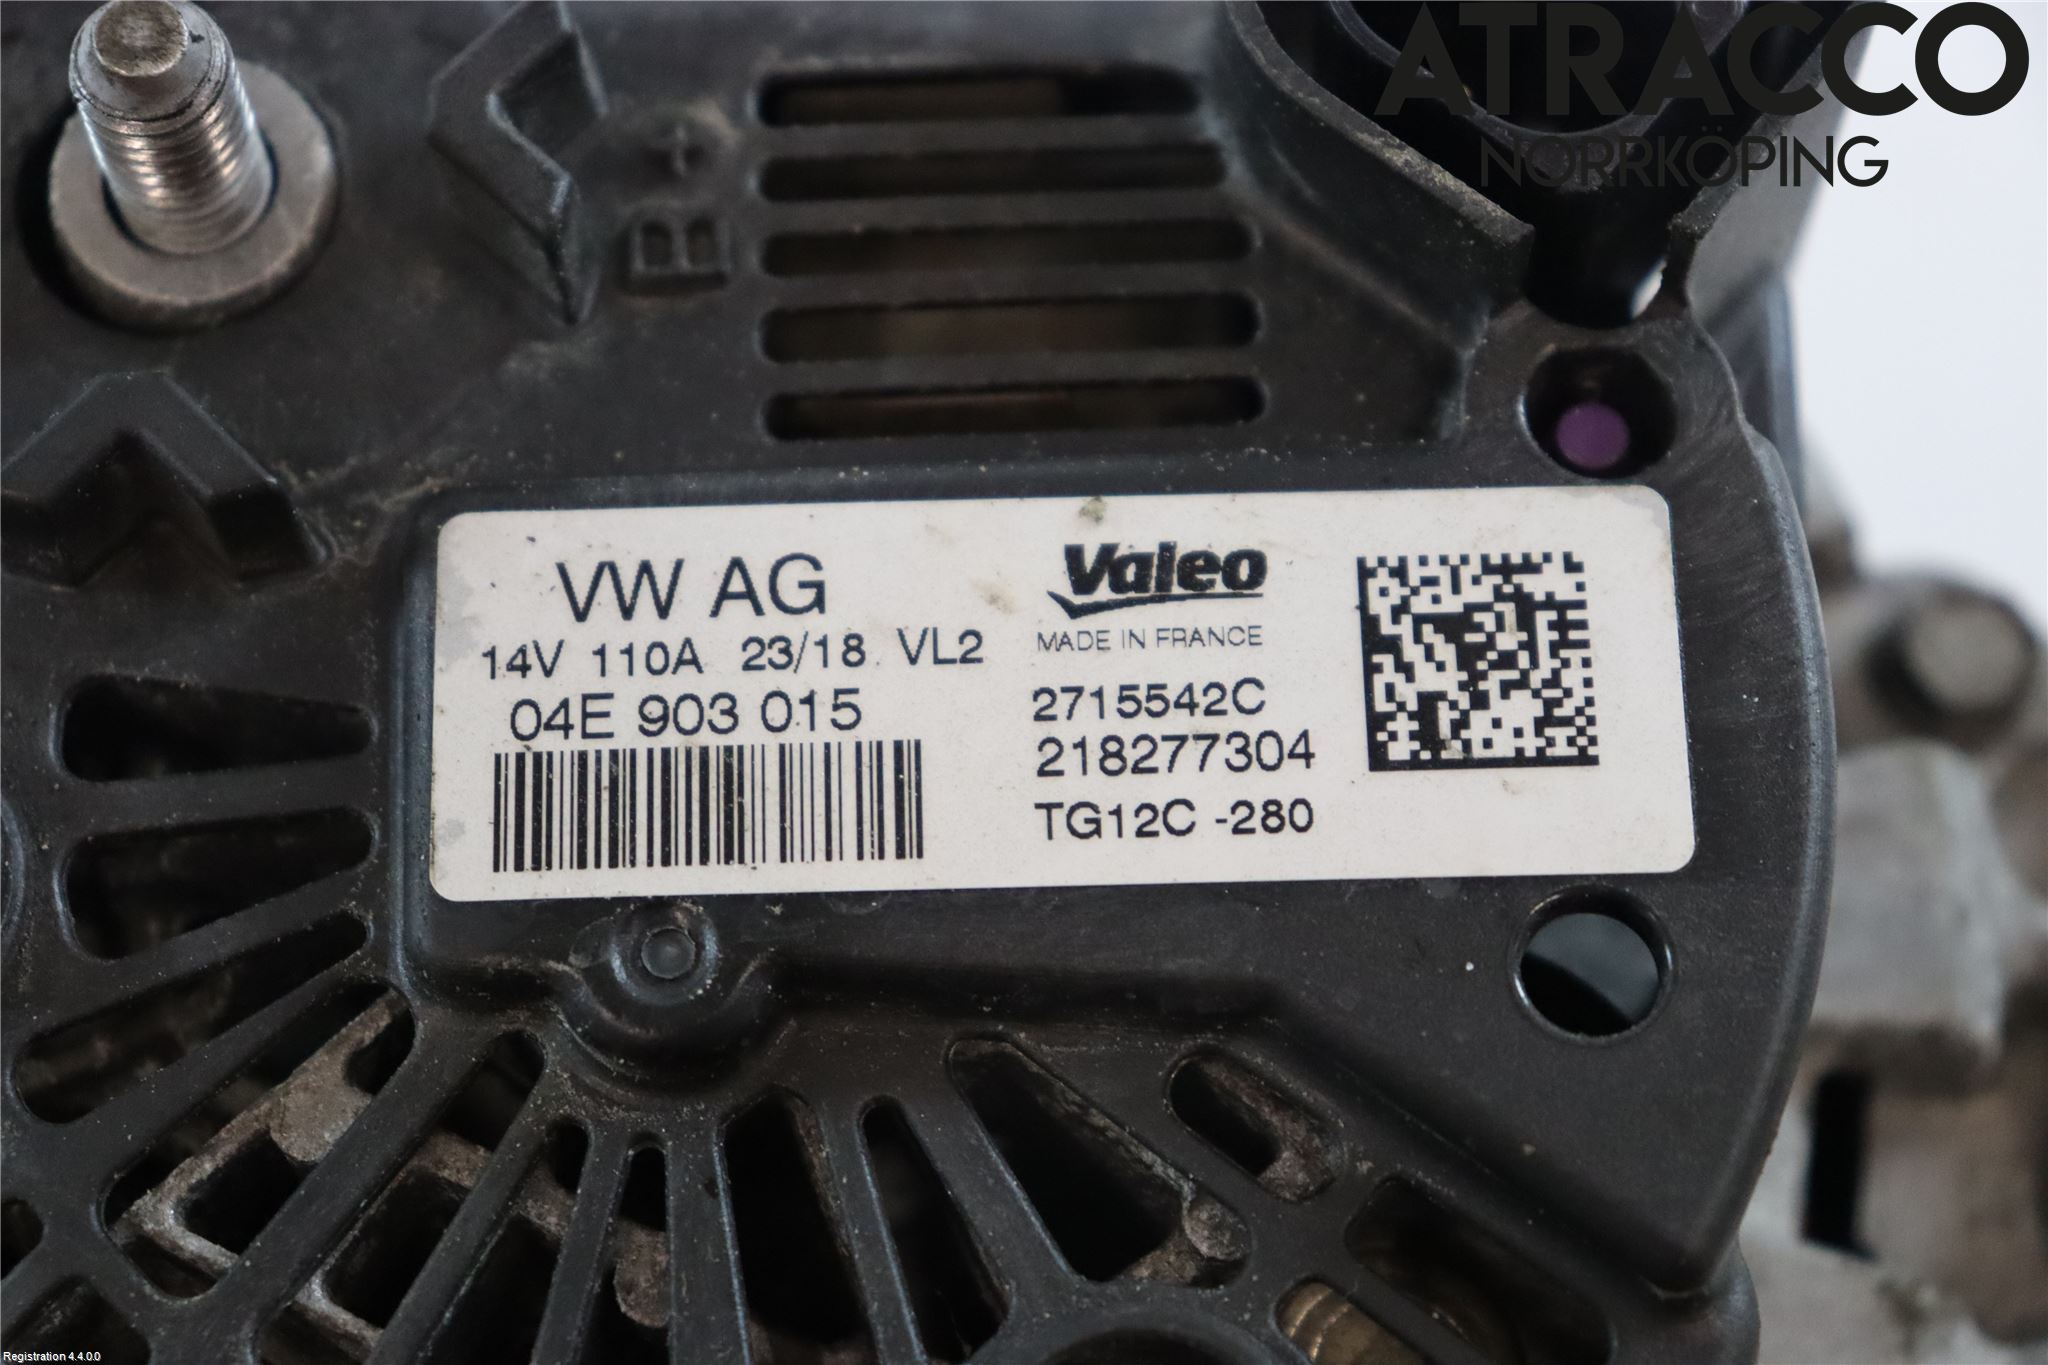 ATRACCO
NORRKÖPING
B+
VW AG
14V 110A 23/18 VL2
04E 903 015
Valeo
MADE IN FRANCE
2715542C
218277304
TG12C -280
Registration 4.4.0.0